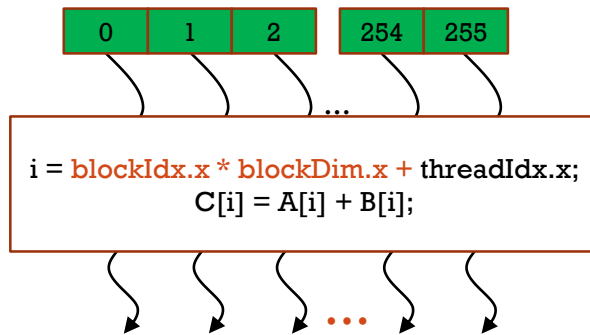 0 1 2 254 255
...
i = blockIdx.x * blockDim.x + threadIdx.x;
C[i] = A[i] + B[i];
...